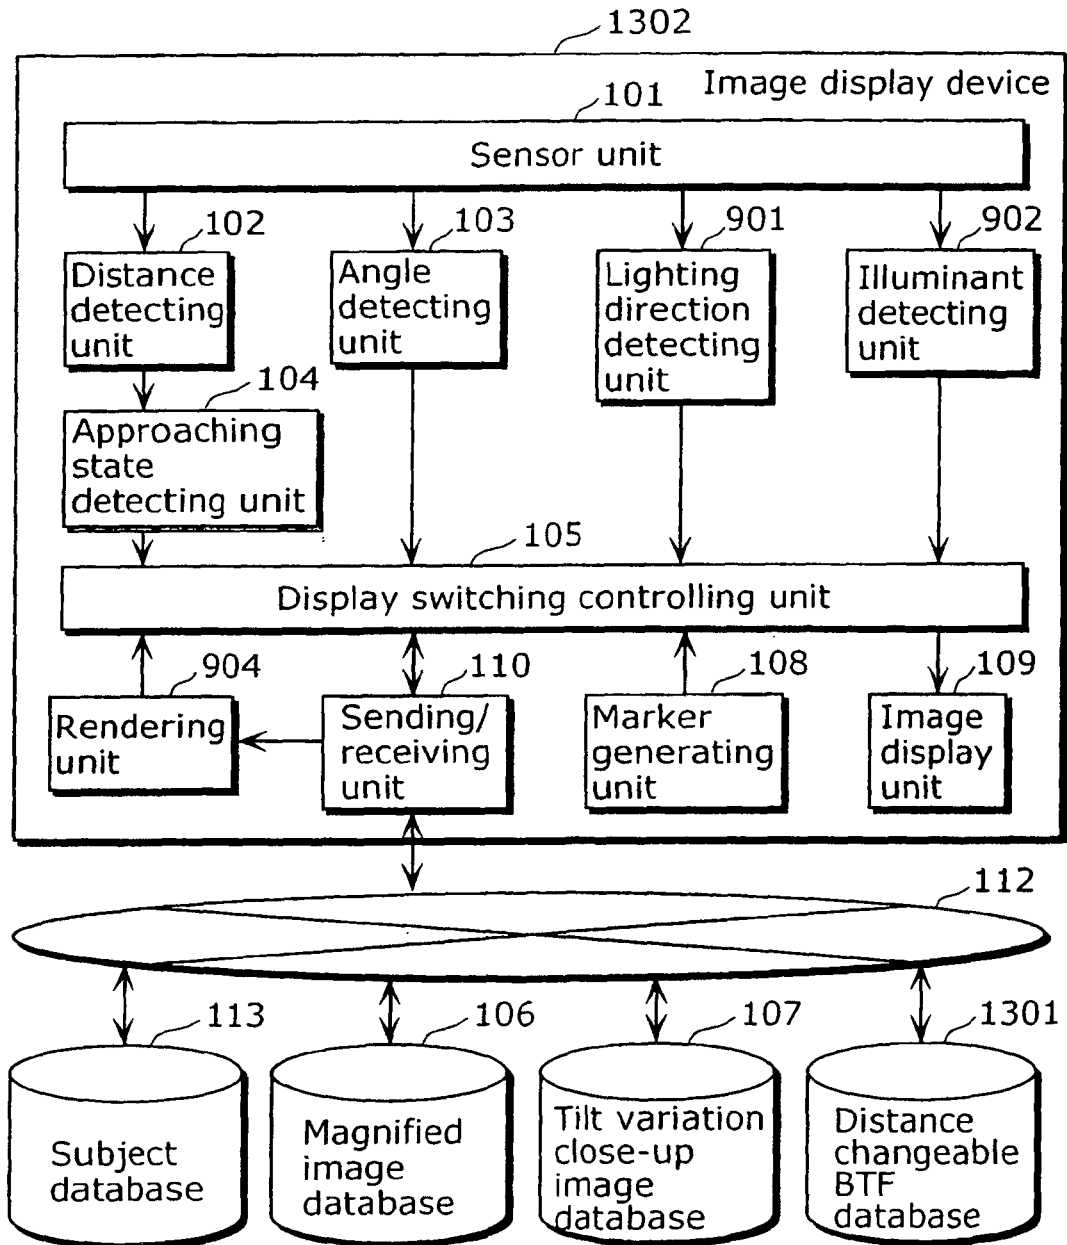 1302
Image display device
101
Sensor unit
102
103
901
902
Distance
detecting
unit
Angle
detecting
unit
Lighting
direction
detecting
unit
Illuminant
detecting
unit
104
Approaching
state
detecting unit
105
Display switching controlling unit
904
110
108
109
Rendering
unit
Sending/
receiving
unit
Marker
generating
unit
Image
display
unit
112
113
106
107
1301
Subject
database
Magnified
image
database
Tilt variation
close-up
image
database
Distance
changeable
BTF
database